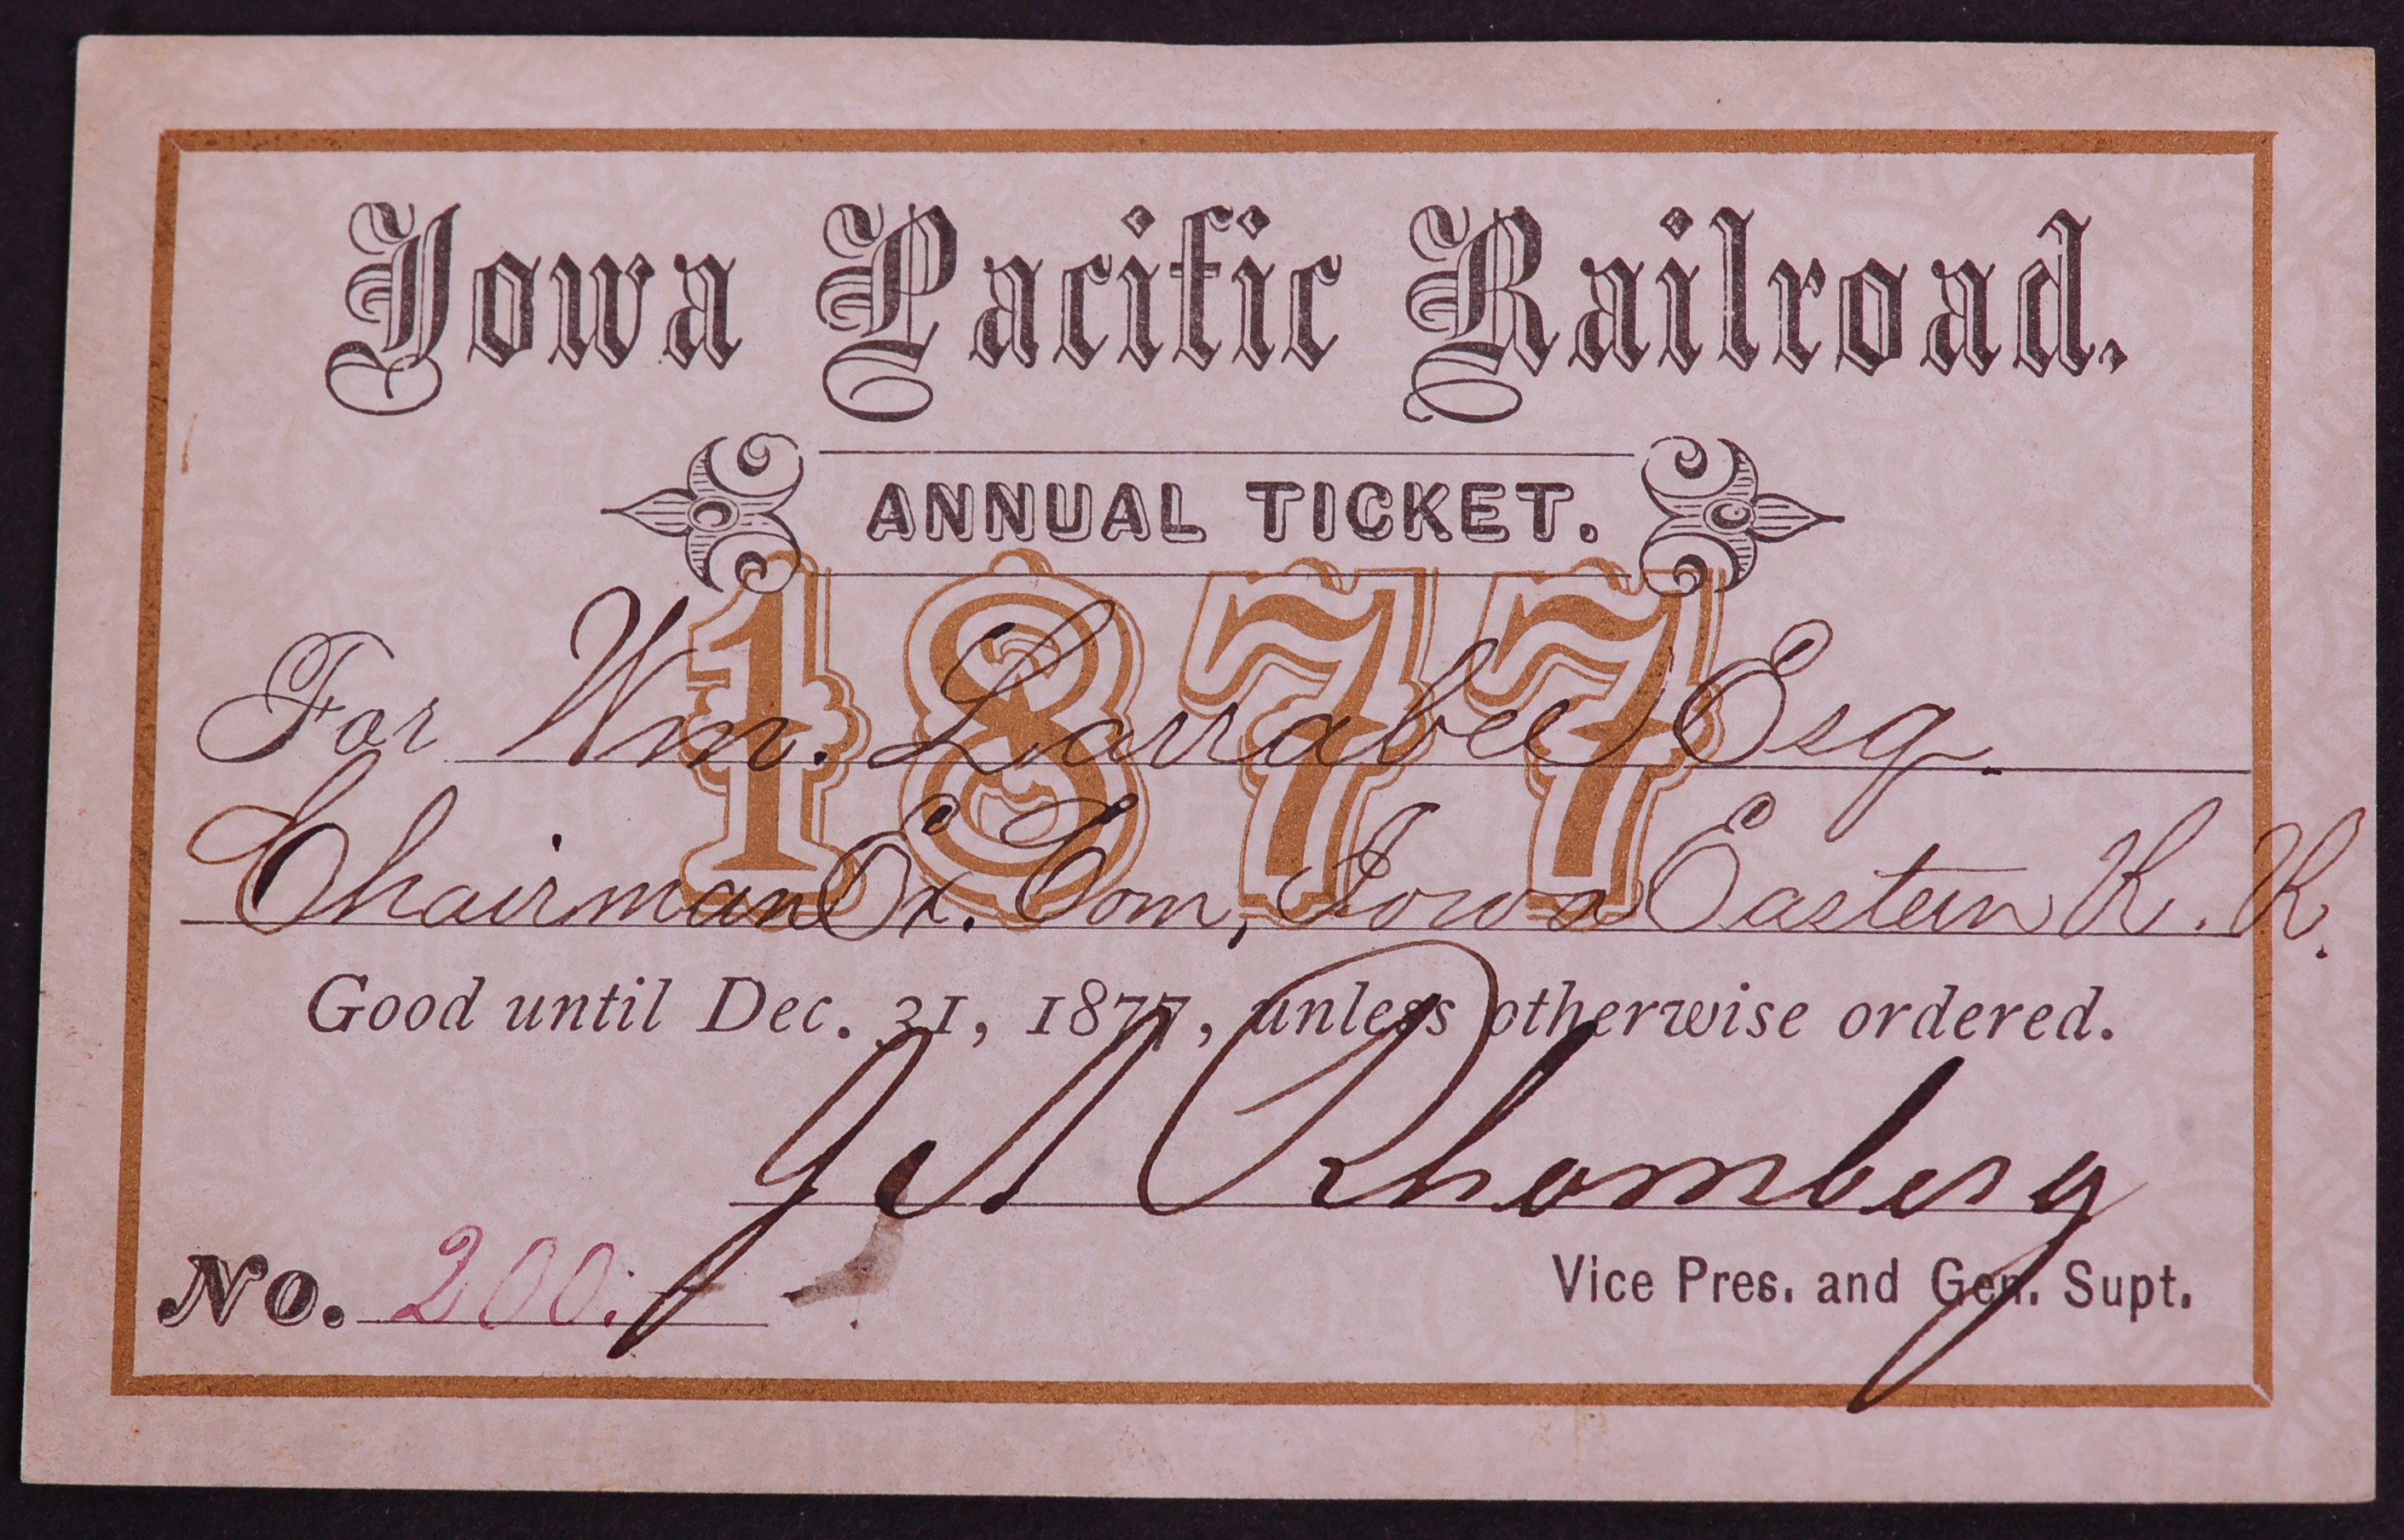 Iowa Pacific Railroad.
ANNUAL TICKET.
1877
For Wm. Larrabee Esq.
Chairman Ex. Com, Iowa Eastern R. R.
Good until Dec. 31, 1877, unless otherwise ordered.
J A Rhomberg
Vice Pres. and Gen. Supt.
No. 200.